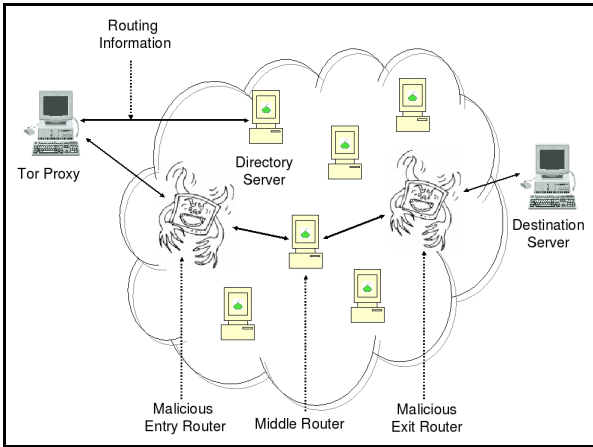 Routing
Information
Tor Proxy
Directory
Server
Destination
Server
Malicious
Entry Router
Middle Router
Malicious
Exit Router